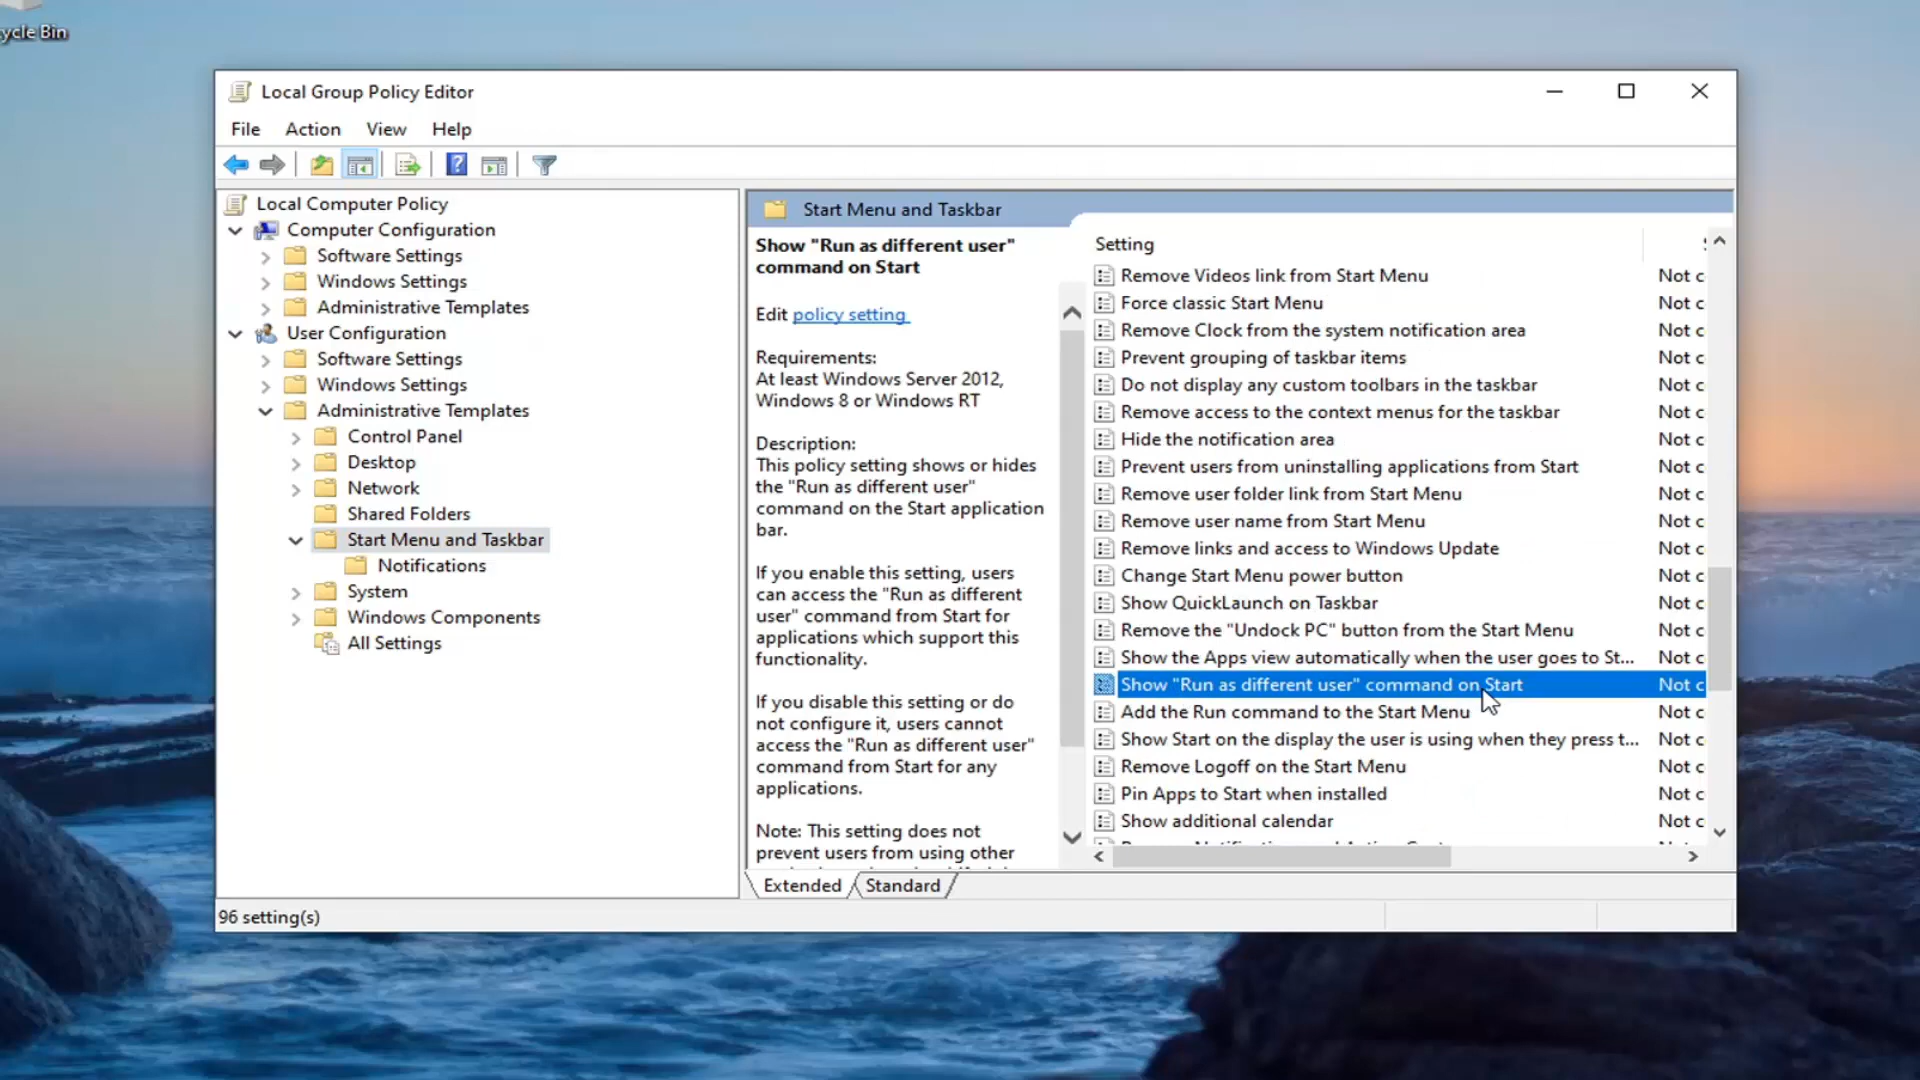 ycle Bin
Local Group Policy Editor
File Action View Help
Local Computer Policy
Computer Configuration
Software Settings
Windows Settings
Administrative Templates
User Configuration
Software Settings
Windows Settings
Administrative Templates
Control Panel
Desktop
Network
Shared Folders
Start Menu and Taskbar
Notifications
System
Windows Components
All Settings
Start Menu and Taskbar
Show "Run as different user"
command on Start
Edit policy setting
Requirements:
At least Windows Server 2012,
Windows 8 or Windows RT
Description:
This policy setting shows or hides
the "Run as different user"
command on the Start application
bar.
If you enable this setting, users
can access the "Run as different
user" command from Start for
applications which support this
functionality.
If you disable this setting or do
not configure it, users cannot
access the "Run as different user"
command from Start for any
applications.
Note: This setting does not
prevent users from using other
Setting
Remove Videos link from Start Menu Not c
Force classic Start Menu Not c
Remove Clock from the system notification area Not c
Prevent grouping of taskbar items Not c
Do not display any custom toolbars in the taskbar Not c
Remove access to the context menus for the taskbar Not c
Hide the notification area Not c
Prevent users from uninstalling applications from Start Not c
Remove user folder link from Start Menu Not c
Remove user name from Start Menu Not c
Remove links and access to Windows Update Not c
Change Start Menu power button Not c
Show QuickLaunch on Taskbar Not c
Remove the "Undock PC" button from the Start Menu Not c
Show the Apps view automatically when the user goes to St... Not c
Show "Run as different user" command on Start Not c
Add the Run command to the Start Menu Not c
Show Start on the display the user is using when they press t... Not c
Remove Logoff on the Start Menu Not c
Pin Apps to Start when installed Not c
Show additional calendar Not c
Extended Standard
96 setting(s)